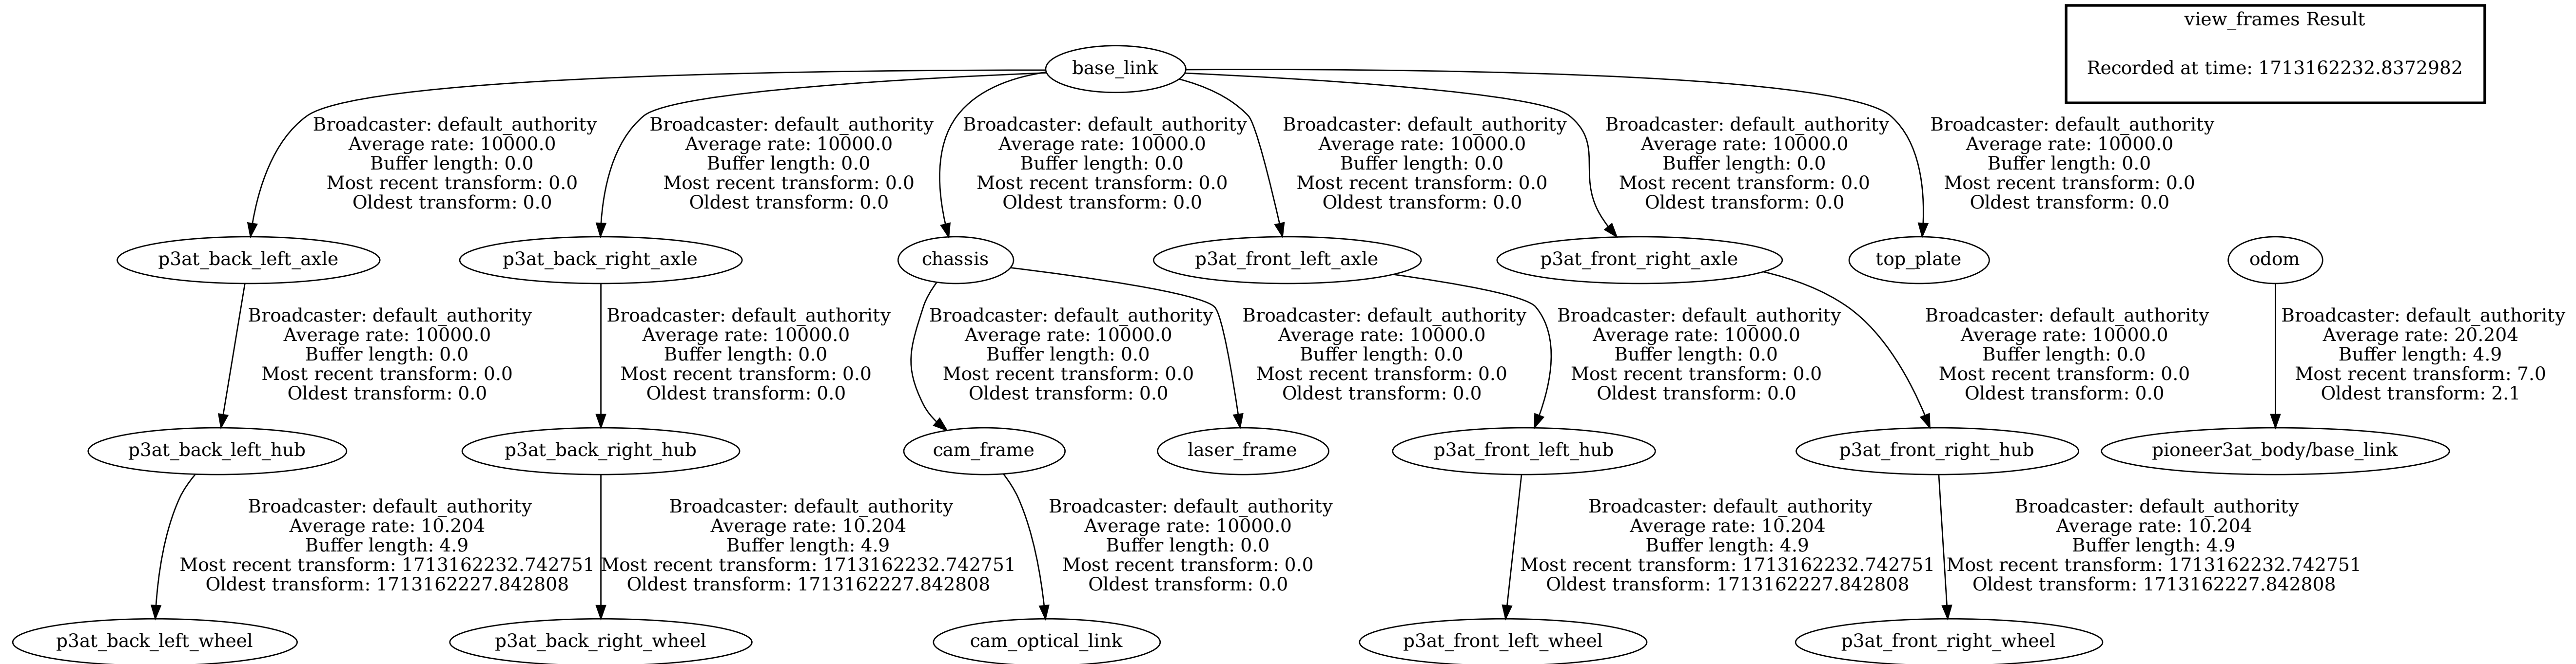 view_frames Result
Recorded at time: 1713162232.8372982
base_link
Broadcaster: default_authority
Average rate: 10000.0
Buffer length: 0.0
Most recent transform: 0.0
Oldest transform: 0.0
Broadcaster: default_authority
Average rate: 10000.0
Buffer length: 0.0
Most recent transform: 0.0
Oldest transform: 0.0
Broadcaster: default_authority
Average rate: 10000.0
Buffer length: 0.0
Most recent transform: 0.0
Oldest transform: 0.0
Broadcaster: default_authority
Average rate: 10000.0
Buffer length: 0.0
Most recent transform: 0.0
Oldest transform: 0.0
Broadcaster: default_authority
Average rate: 10000.0
Buffer length: 0.0
Most recent transform: 0.0
Oldest transform: 0.0
Broadcaster: default_authority
Average rate: 10000.0
Buffer length: 0.0
Most recent transform: 0.0
Oldest transform: 0.0
p3at_back_left_axle
p3at_back_right_axle
chassis
p3at_front_left_axle
p3at_front_right_axle
top_plate
odom
Broadcaster: default_authority
Average rate: 10000.0
Buffer length: 0.0
Most recent transform: 0.0
Oldest transform: 0.0
Broadcaster: default_authority
Average rate: 10000.0
Buffer length: 0.0
Most recent transform: 0.0
Oldest transform: 0.0
Broadcaster: default_authority
Average rate: 10000.0
Buffer length: 0.0
Most recent transform: 0.0
Oldest transform: 0.0
Broadcaster: default_authority
Average rate: 10000.0
Buffer length: 0.0
Most recent transform: 0.0
Oldest transform: 0.0
Broadcaster: default_authority
Average rate: 10000.0
Buffer length: 0.0
Most recent transform: 0.0
Oldest transform: 0.0
Broadcaster: default_authority
Average rate: 10000.0
Buffer length: 0.0
Most recent transform: 0.0
Oldest transform: 0.0
Broadcaster: default_authority
Average rate: 20.204
Buffer length: 4.9
Most recent transform: 7.0
Oldest transform: 2.1
p3at_back_left_hub
p3at_back_right_hub
cam_frame
laser_frame
p3at_front_left_hub
p3at_front_right_hub
pioneer3at_body/base_link
Broadcaster: default_authority
Average rate: 10.204
Buffer length: 4.9
Most recent transform: 1713162232.742751
Oldest transform: 1713162227.842808
Broadcaster: default_authority
Average rate: 10.204
Buffer length: 4.9
Most recent transform: 1713162232.742751
Oldest transform: 1713162227.842808
Broadcaster: default_authority
Average rate: 10000.0
Buffer length: 0.0
Most recent transform: 0.0
Oldest transform: 0.0
Broadcaster: default_authority
Average rate: 10.204
Buffer length: 4.9
Most recent transform: 1713162232.742751
Oldest transform: 1713162227.842808
Broadcaster: default_authority
Average rate: 10.204
Buffer length: 4.9
Most recent transform: 1713162232.742751
Oldest transform: 1713162227.842808
p3at_back_left_wheel
p3at_back_right_wheel
cam_optical_link
p3at_front_left_wheel
p3at_front_right_wheel